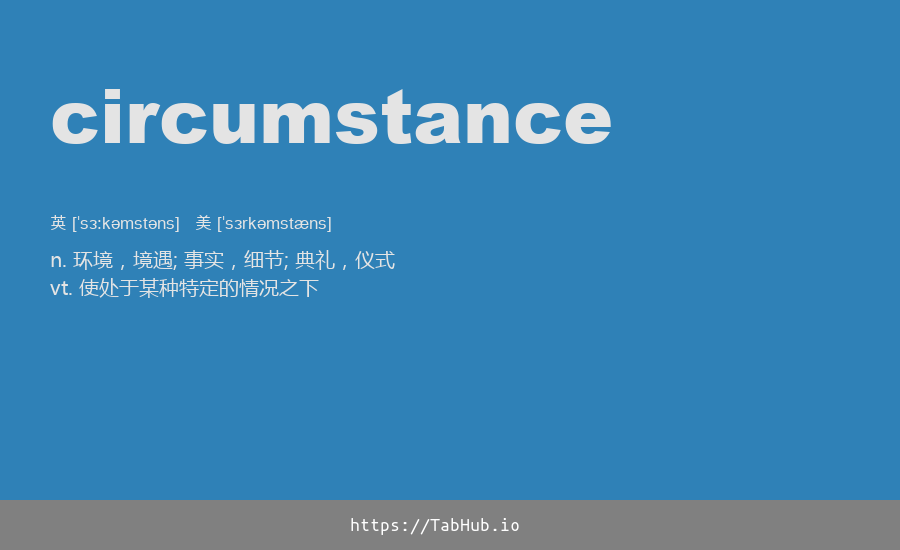 circumstance
英 [ˈsɜːkəmstəns] 美 [ˈsɜrkəmstæns]
n. 环境，境遇; 事实，细节; 典礼，仪式
vt. 使处于某种特定的情况之下
https://TabHub.io